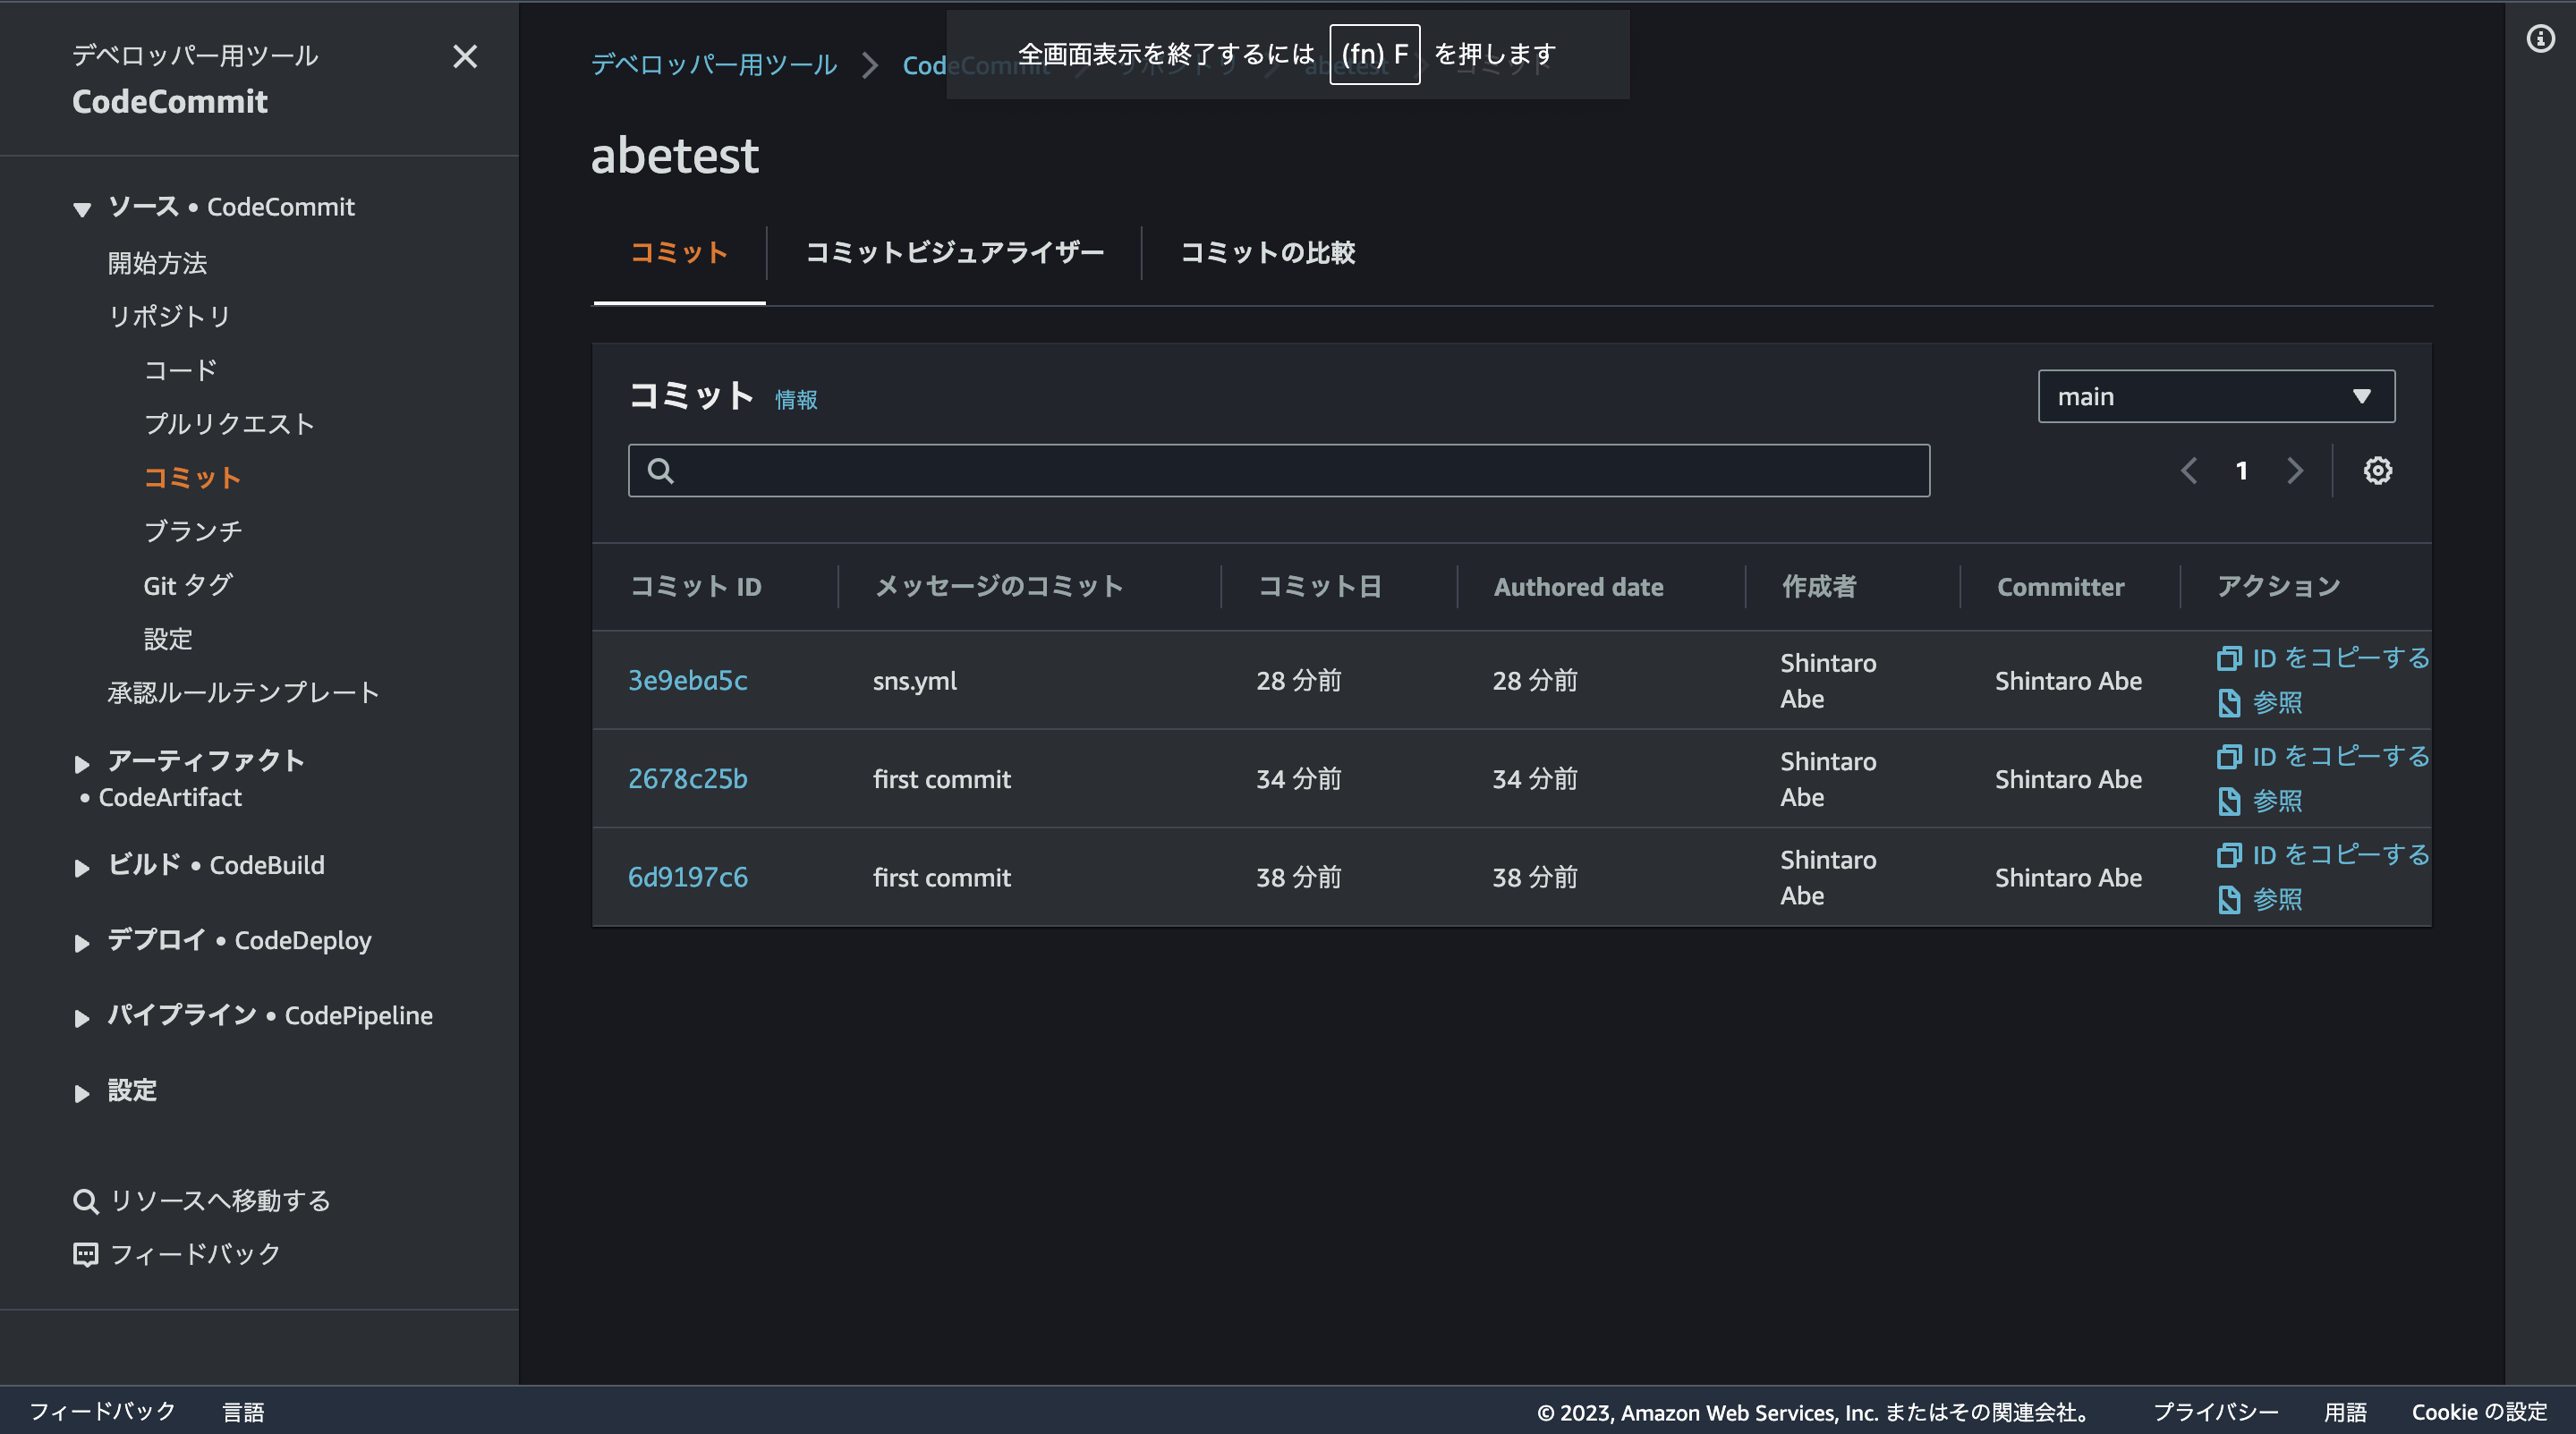 デベロッパー用ツール
CodeCommit
ソース • CodeCommit
開始方法
リポジトリ
コード
プルリクエスト
コミット
ブランチ
Git タグ
設定
承認ルールテンプレート
アーティファクト
• CodeArtifact
ビルド • CodeBuild
デプロイ • CodeDeploy
パイプライン • CodePipeline
設定
リソースへ移動する
フィードバック
全画面表示を終了するには (fn) F を押します
デベロッパー用ツール CodeCommit リポジトリ abetest コミット
abetest
コミット コミットビジュアライザー コミットの比較
コミット 情報
main
1
コミット ID メッセージのコミット コミット日 Authored date 作成者 Committer アクション
3e9eba5c sns.yml 28 分前 28 分前 Shintaro Abe Shintaro Abe ID をコピーする
参照
2678c25b first commit 34 分前 34 分前 Shintaro Abe Shintaro Abe ID をコピーする
参照
6d9197c6 first commit 38 分前 38 分前 Shintaro Abe Shintaro Abe ID をコピーする
参照
フィードバック 言語 © 2023, Amazon Web Services, Inc. またはその関連会社。 プライバシー 用語 Cookie の設定